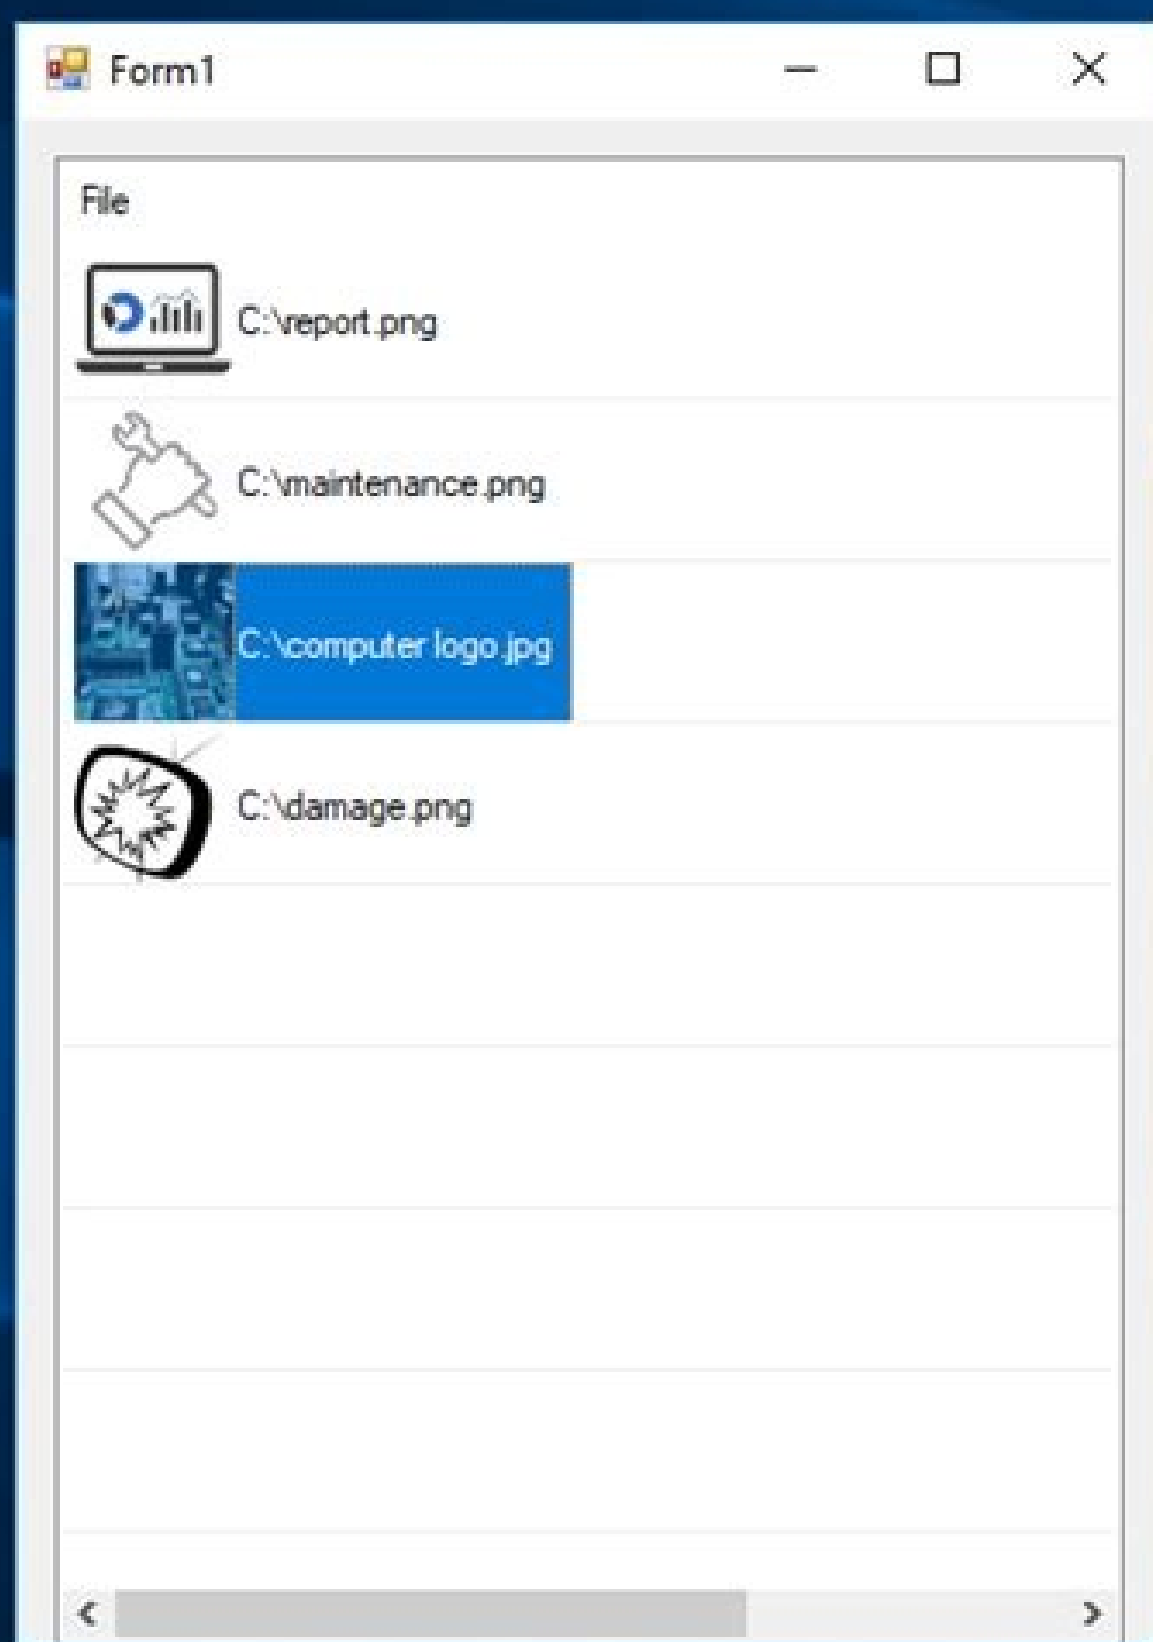 Form1
File
C:\report.png
C:\maintenance.png
C:\computer logo.jpg
C:\damage.png